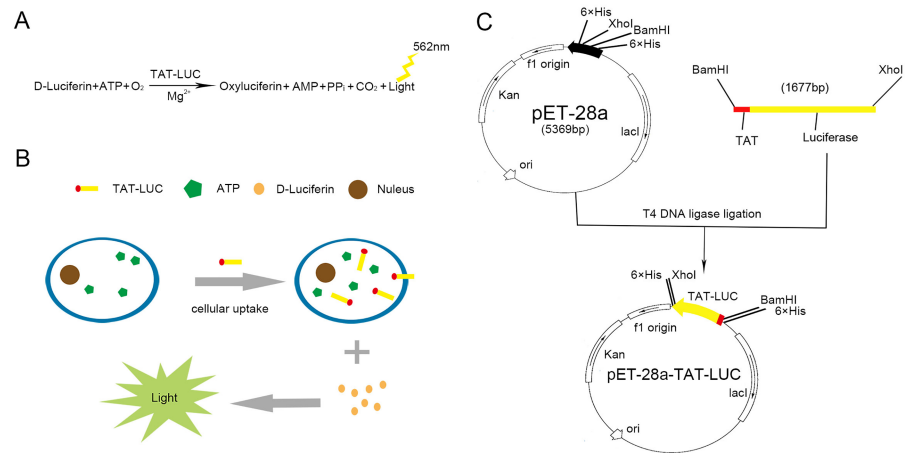 A
562nm
TAT-LUC
D-Luciferin+ATP+O₂ Oxyluciferin+AMP+PPi+CO₂+Light
Mg²⁺
B
TAT-LUC ATP D-Luciferin Nuleus
cellular uptake
Light
C
6×His
XhoI
BamHI
6×His
f1 origin
Kan
pET-28a
(5369bp)
lacI
ori
BamHI
XhoI
(1677bp)
TAT
Luciferase
T4 DNA ligase ligation
6×His
XhoI
TAT-LUC
BamHI
6×His
f1 origin
Kan
pET-28a-TAT-LUC
lacI
ori